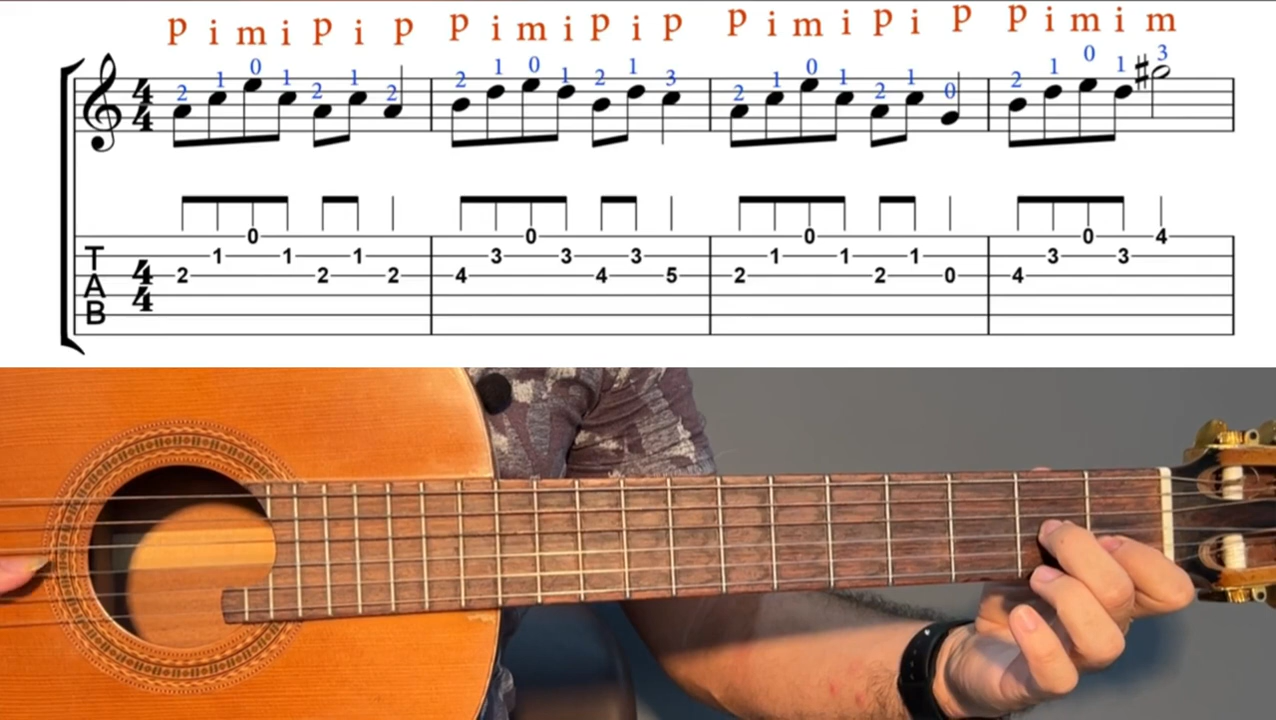 p i m i p i p p i m i p i p p i m i p i p p i m i m
2 1 0 1 2 1 2 2 1 0 1 2 1 3 2 1 0 1 2 1 0 2 1 0 1 3
4 4
0 0 0 0 4
T 1 1 1 3 3 3 1 1 1 3 3
A 4 2 2 2 4 4 5 2 2 0 4
B 4